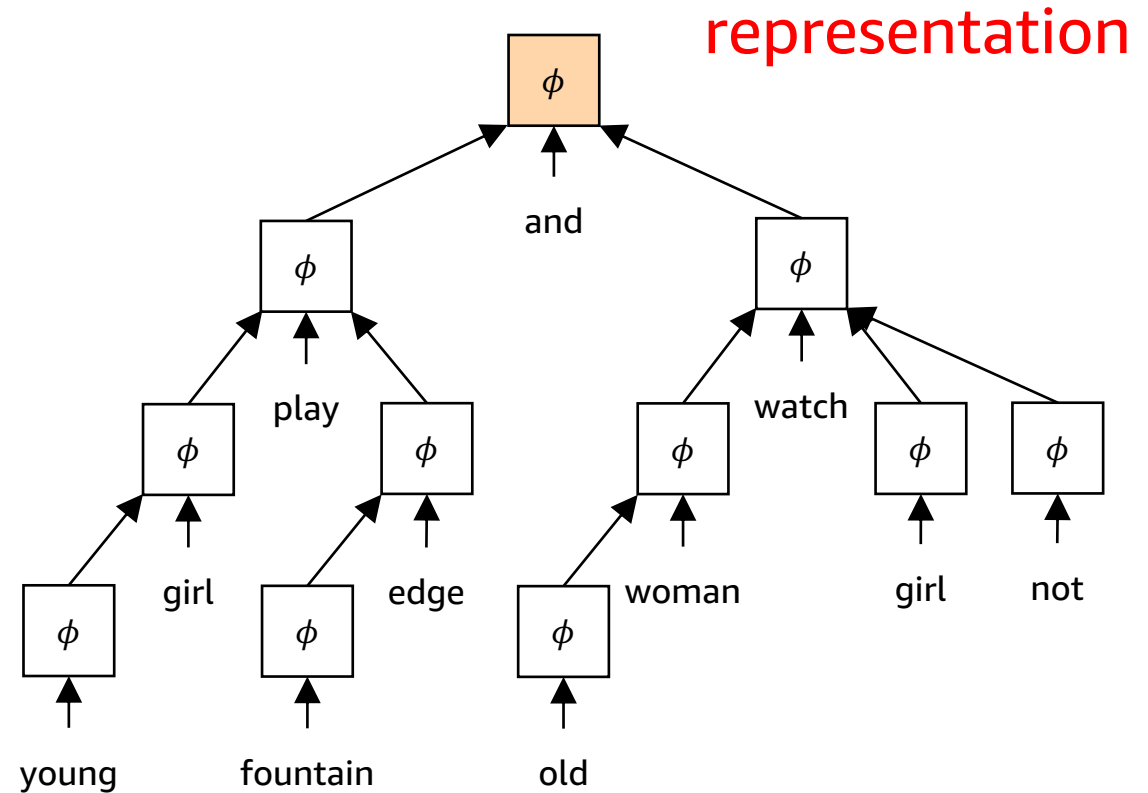 representation
ϕ
and
ϕ ϕ
play watch
ϕ ϕ ϕ ϕ ϕ
girl edge woman girl not
ϕ ϕ ϕ
young fountain old